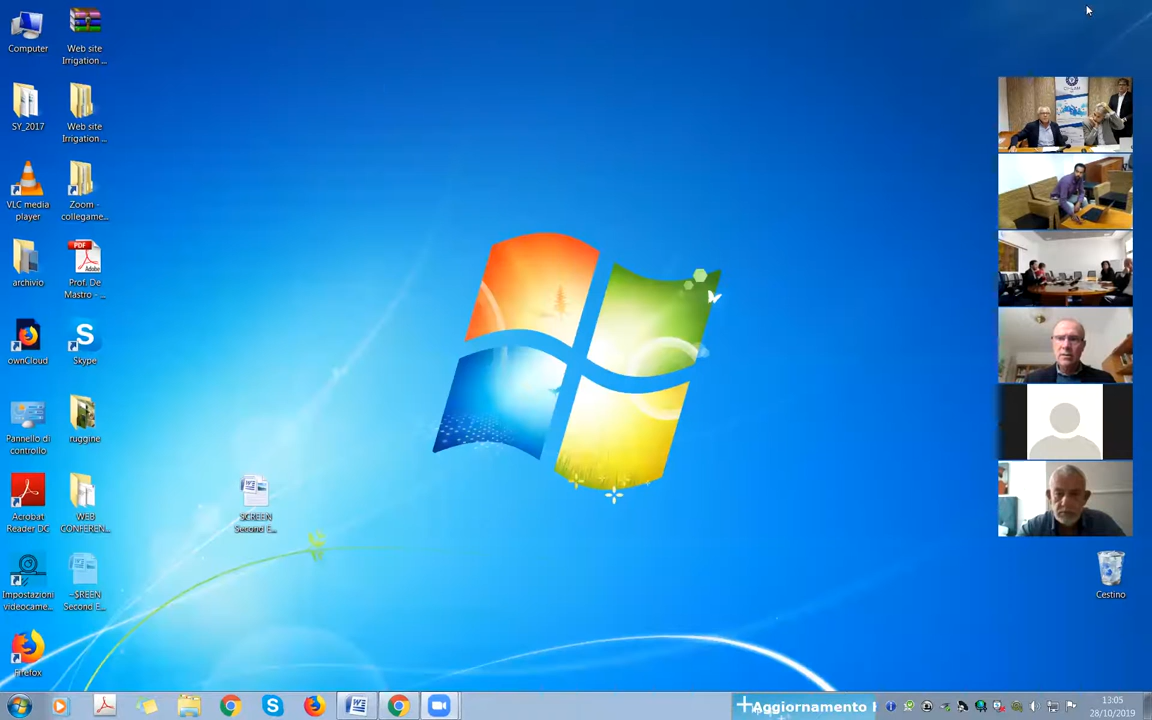 Computer
Web site
Irrigation ...
SY_2017
Web site
Irrigation ...
VLC media
player
Zoom -
collegame...
archivio
PDF
Adobe
Prof. De
Mastro - ...
ownCloud
S
Skype
Pannello di
controllo
ruggine
Acrobat
Reader DC
WEB
CONFEREN...
Impostazioni
videocame...
~$REEN
Second E...
Firefox
W
SCREEN
Second E...
Cestino
Aggiornamento
13:05
28/10/2019